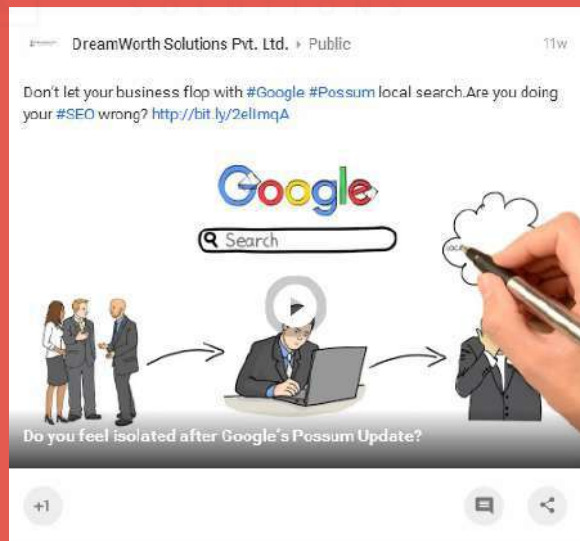 DreamWorth Solutions Pvt. Ltd. ▸ Public 11w
Don't let your business flop with #Google #Possum local search.Are you doing
your #SEO wrong? http://bit.ly/2elImqA
Google
Search
Do you feel isolated after Google's Possum Update?
+1